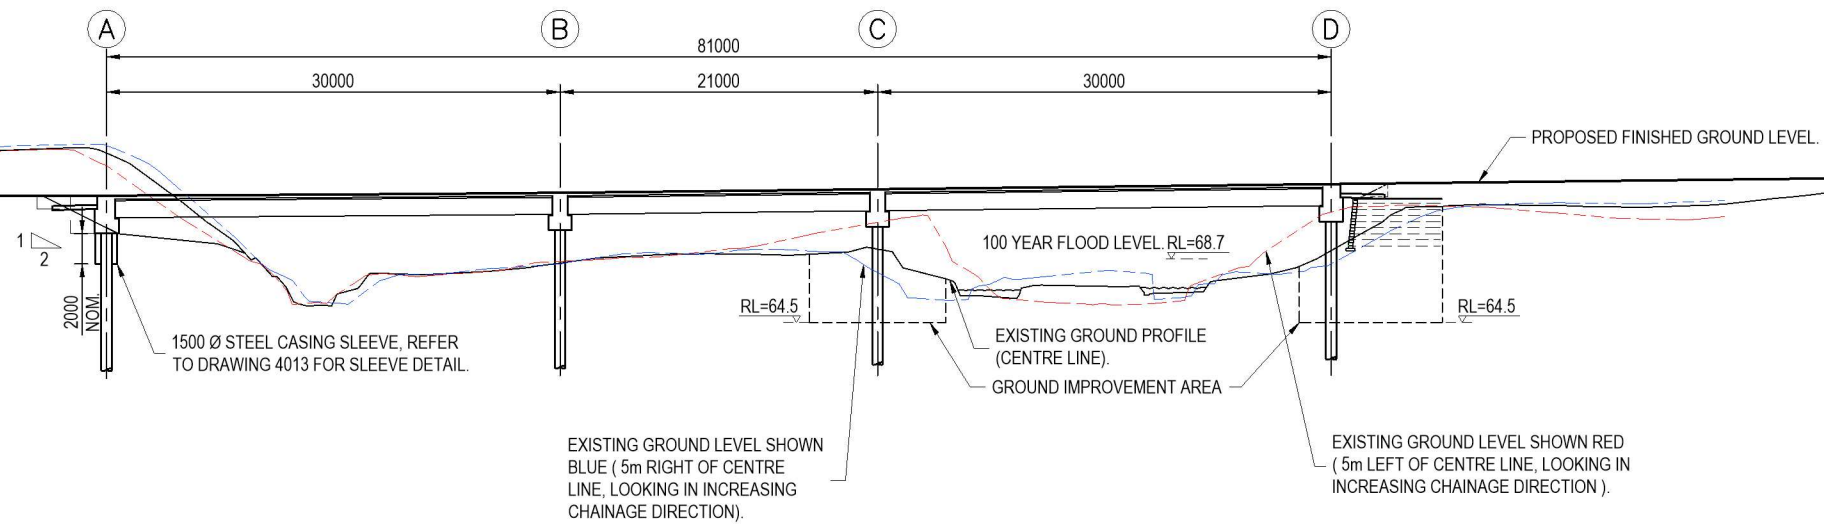 A
B
C
D
81000
30000
21000
30000
PROPOSED FINISHED GROUND LEVEL.
100 YEAR FLOOD LEVEL. RL=68.7
1
2
2000
NOM.
RL=64.5
RL=64.5
1500 Ø STEEL CASING SLEEVE, REFER
TO DRAWING 4013 FOR SLEEVE DETAIL.
EXISTING GROUND PROFILE
(CENTRE LINE).
GROUND IMPROVEMENT AREA
EXISTING GROUND LEVEL SHOWN
BLUE ( 5m RIGHT OF CENTRE
LINE, LOOKING IN INCREASING
CHAINAGE DIRECTION).
EXISTING GROUND LEVEL SHOWN RED
( 5m LEFT OF CENTRE LINE, LOOKING IN
INCREASING CHAINAGE DIRECTION ).